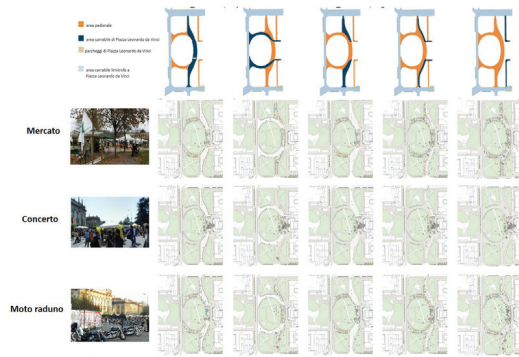 area pedonale
area carrabile di Piazza Leonardo da Vinci
parcheggi di Piazza Leonardo da Vinci
area carrabile limitrofa a
Piazza Leonardo da Vinci
Mercato
Concerto
Moto raduno